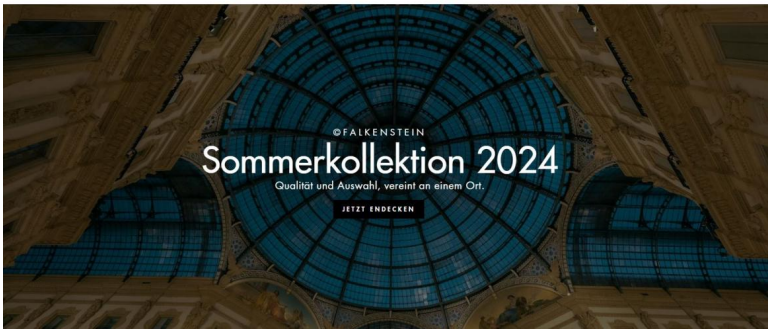 ©FALKENSTEIN
Sommerkollektion 2024
Qualität und Auswahl, vereint an einem Ort.
JETZT ENDECKEN